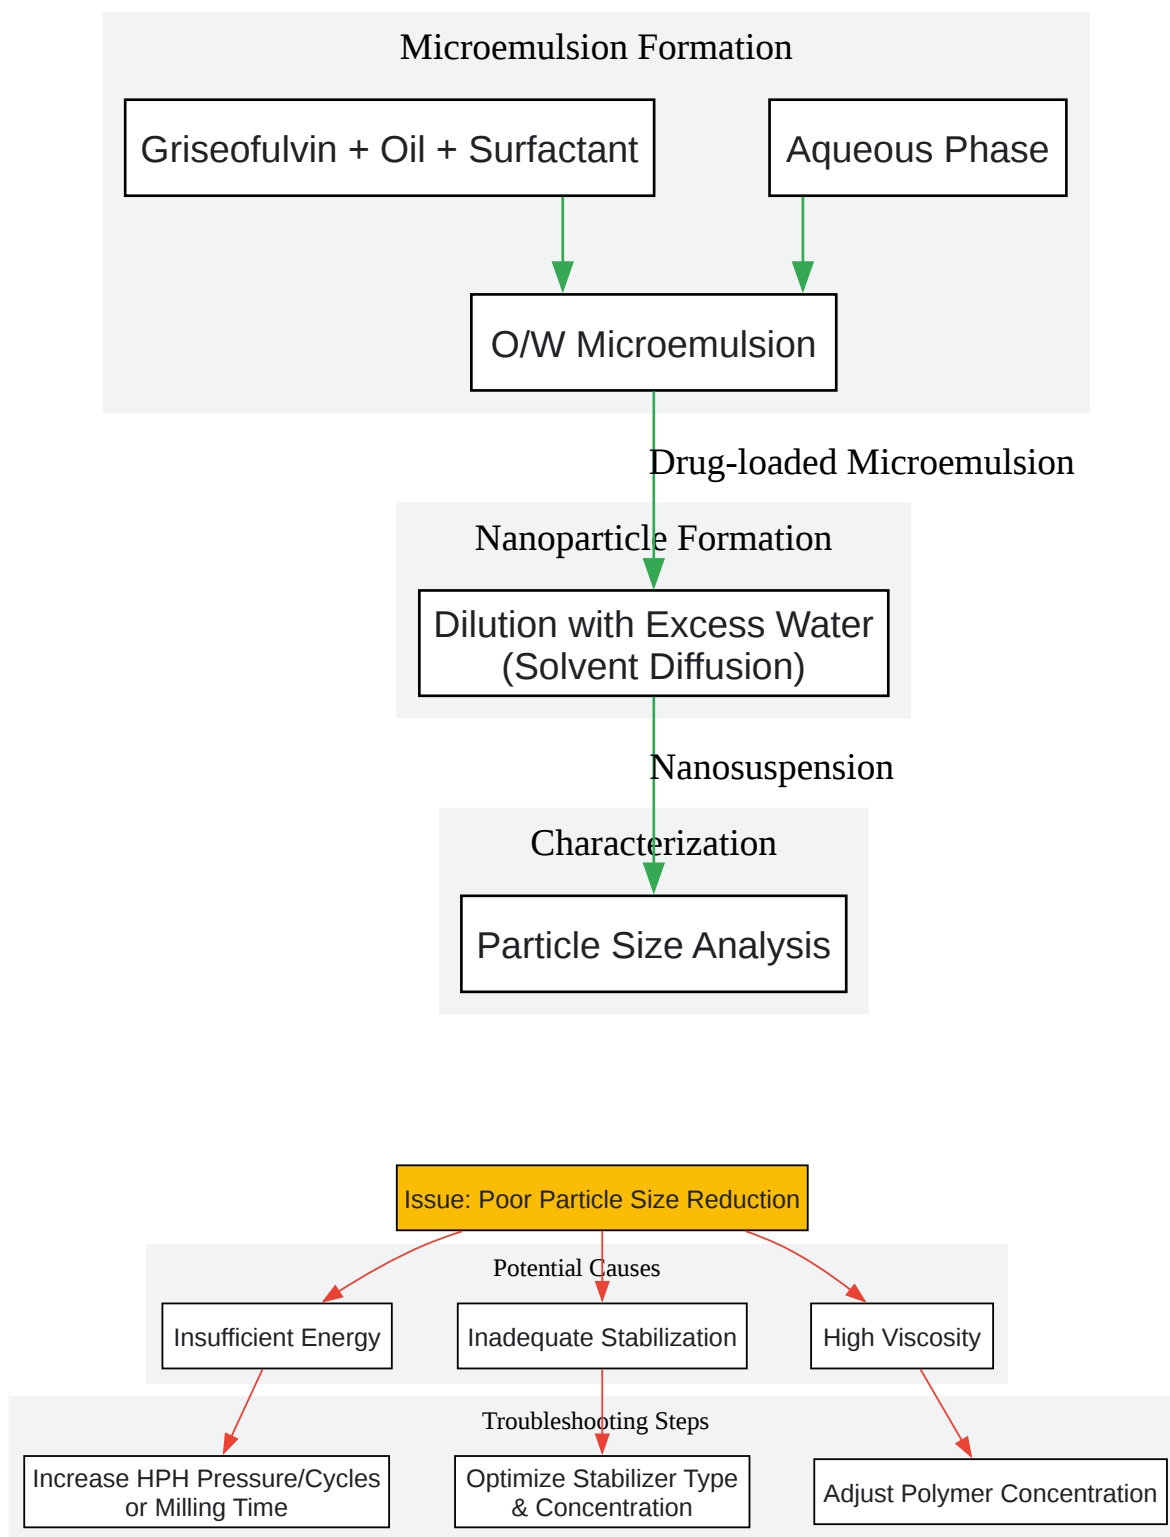 Microemulsion Formation
Griseofulvin + Oil + Surfactant
Aqueous Phase
O/W Microemulsion
Drug-loaded Microemulsion
Nanoparticle Formation
Dilution with Excess Water
(Solvent Diffusion)
Nanosuspension
Characterization
Particle Size Analysis
Issue: Poor Particle Size Reduction
Potential Causes
Insufficient Energy
Inadequate Stabilization
High Viscosity
Troubleshooting Steps
Increase HPH Pressure/Cycles
or Milling Time
Optimize Stabilizer Type
& Concentration
Adjust Polymer Concentration